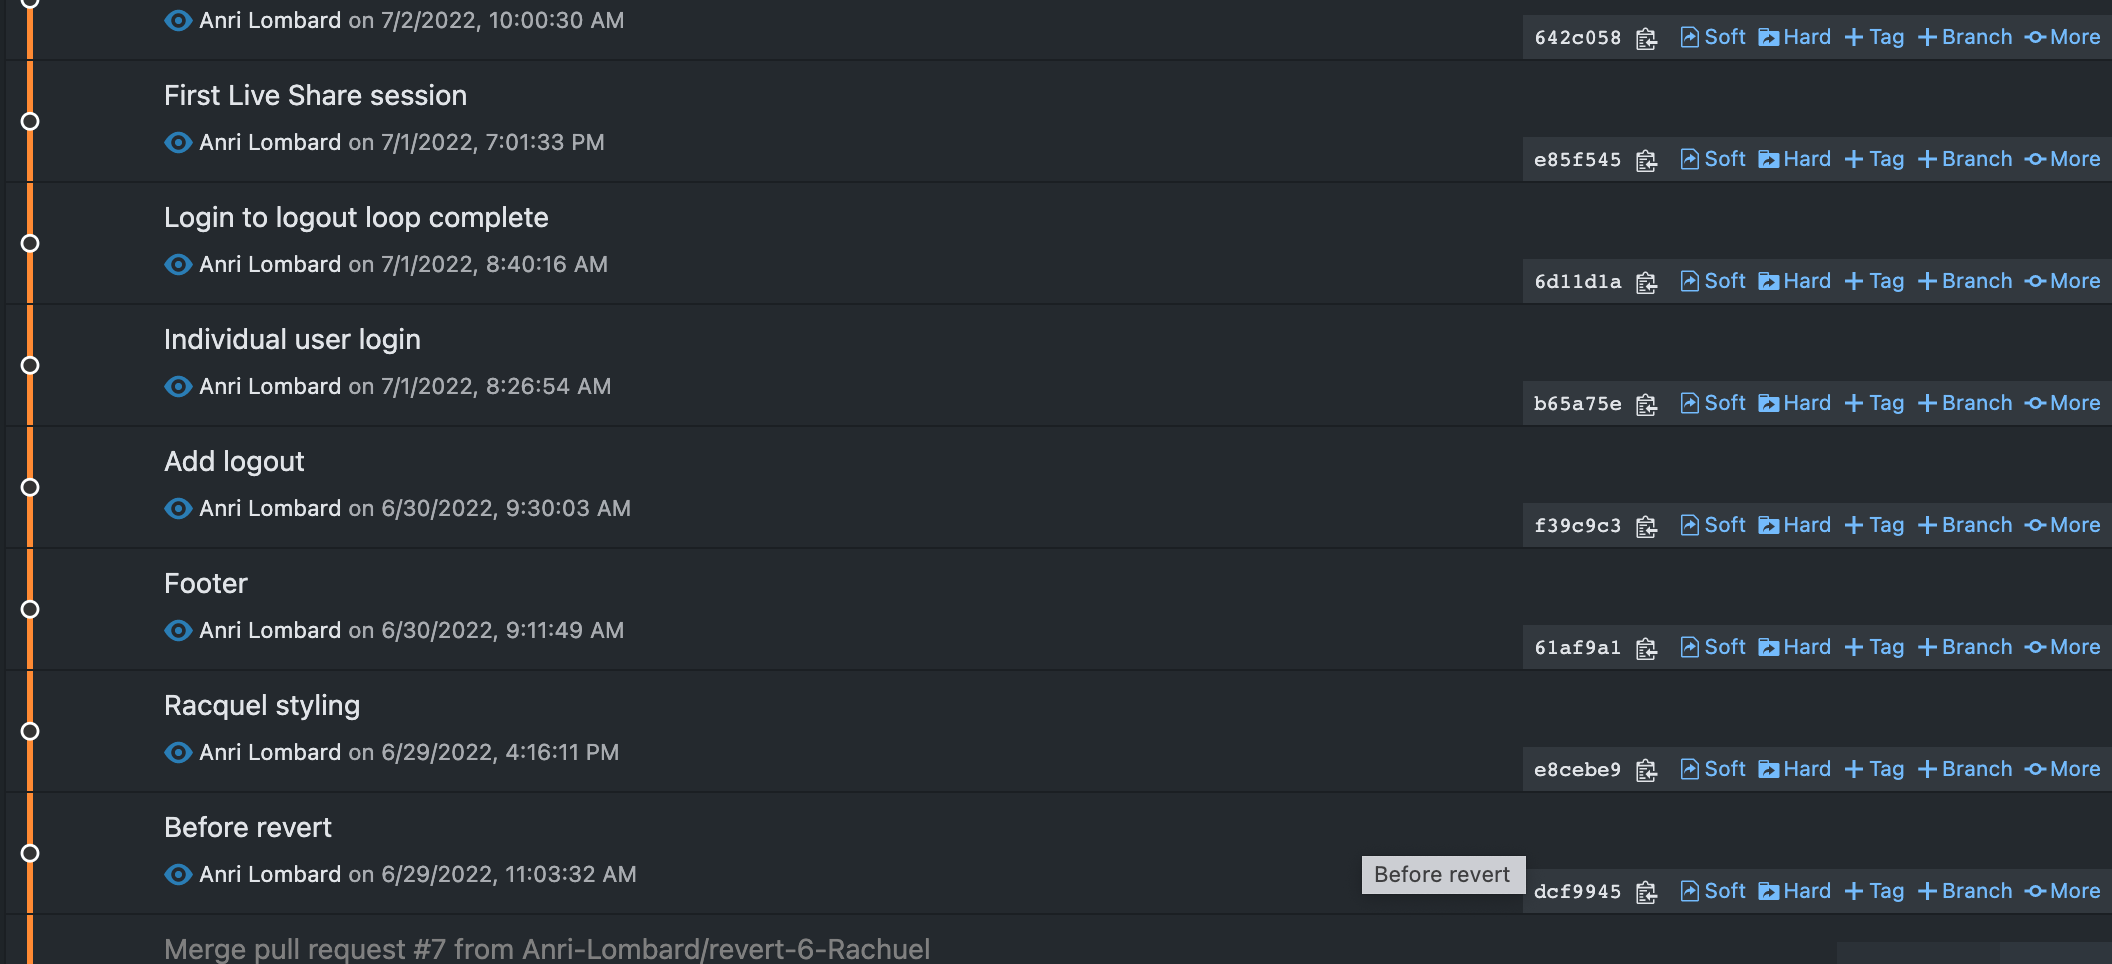 Anri Lombard on 7/2/2022, 10:00:30 AM
642c058 Soft Hard + Tag + Branch More
First Live Share session
Anri Lombard on 7/1/2022, 7:01:33 PM
e85f545 Soft Hard + Tag + Branch More
Login to logout loop complete
Anri Lombard on 7/1/2022, 8:40:16 AM
6d11d1a Soft Hard + Tag + Branch More
Individual user login
Anri Lombard on 7/1/2022, 8:26:54 AM
b65a75e Soft Hard + Tag + Branch More
Add logout
Anri Lombard on 6/30/2022, 9:30:03 AM
f39c9c3 Soft Hard + Tag + Branch More
Footer
Anri Lombard on 6/30/2022, 9:11:49 AM
61af9a1 Soft Hard + Tag + Branch More
Racquel styling
Anri Lombard on 6/29/2022, 4:16:11 PM
e8cebe9 Soft Hard + Tag + Branch More
Before revert
Anri Lombard on 6/29/2022, 11:03:32 AM
Before revert
dcf9945 Soft Hard + Tag + Branch More
Merge pull request #7 from Anri-Lombard/revert-6-Rachuel